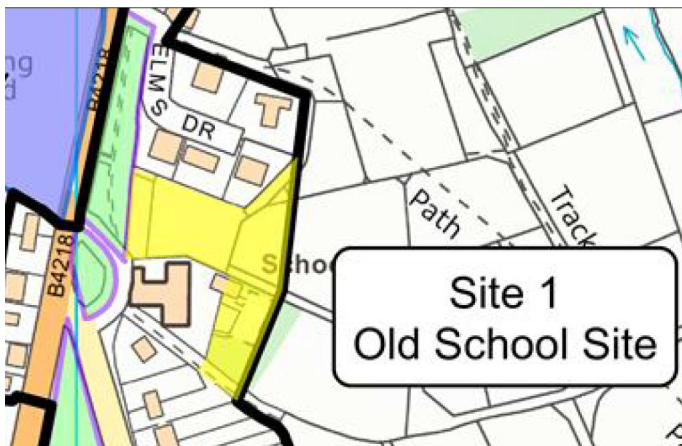 ng
d
B4218
ELMS
DR
Path
Track
Schoo
Site 1
Old School Site
B4218